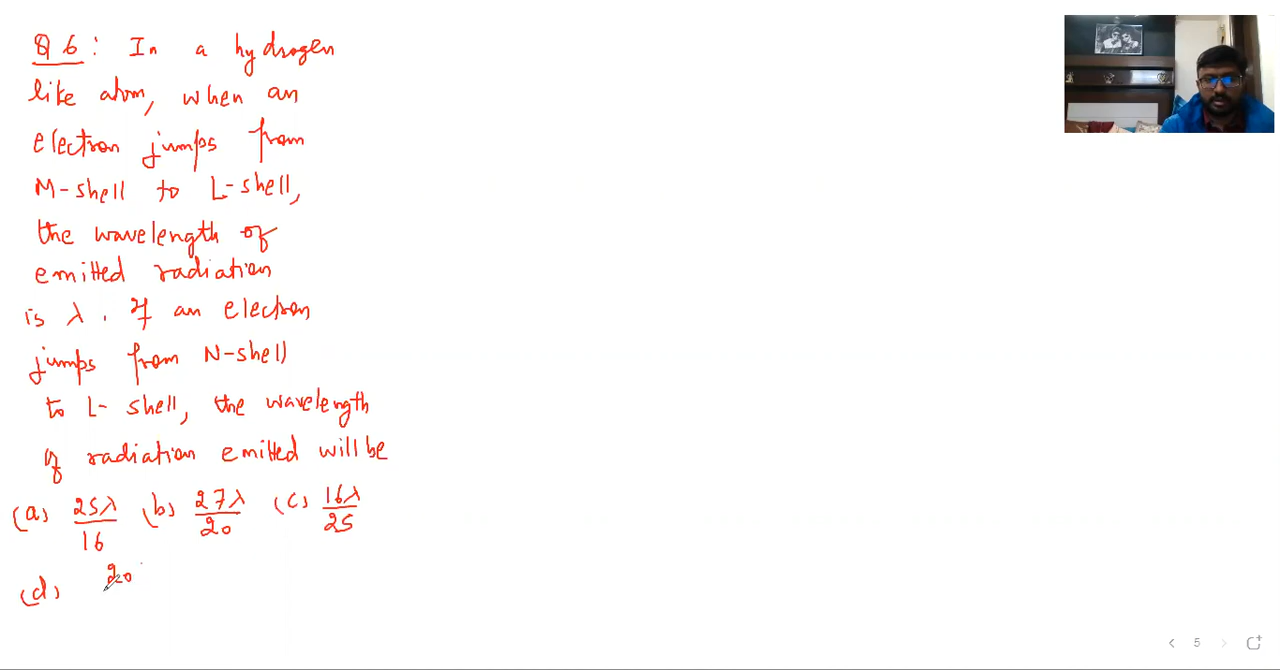 Q 6 : In a hydrogen
like atom, when an
electron jumps from
M-shell to L-shell,
the wavelength of
emitted radiation
is λ. If an electron
jumps from N-shell
to L- shell, the wavelength
of radiation emitted will be
(a) 25λ/16 (b) 27λ/20 (c) 16λ/25
(d) 20
5